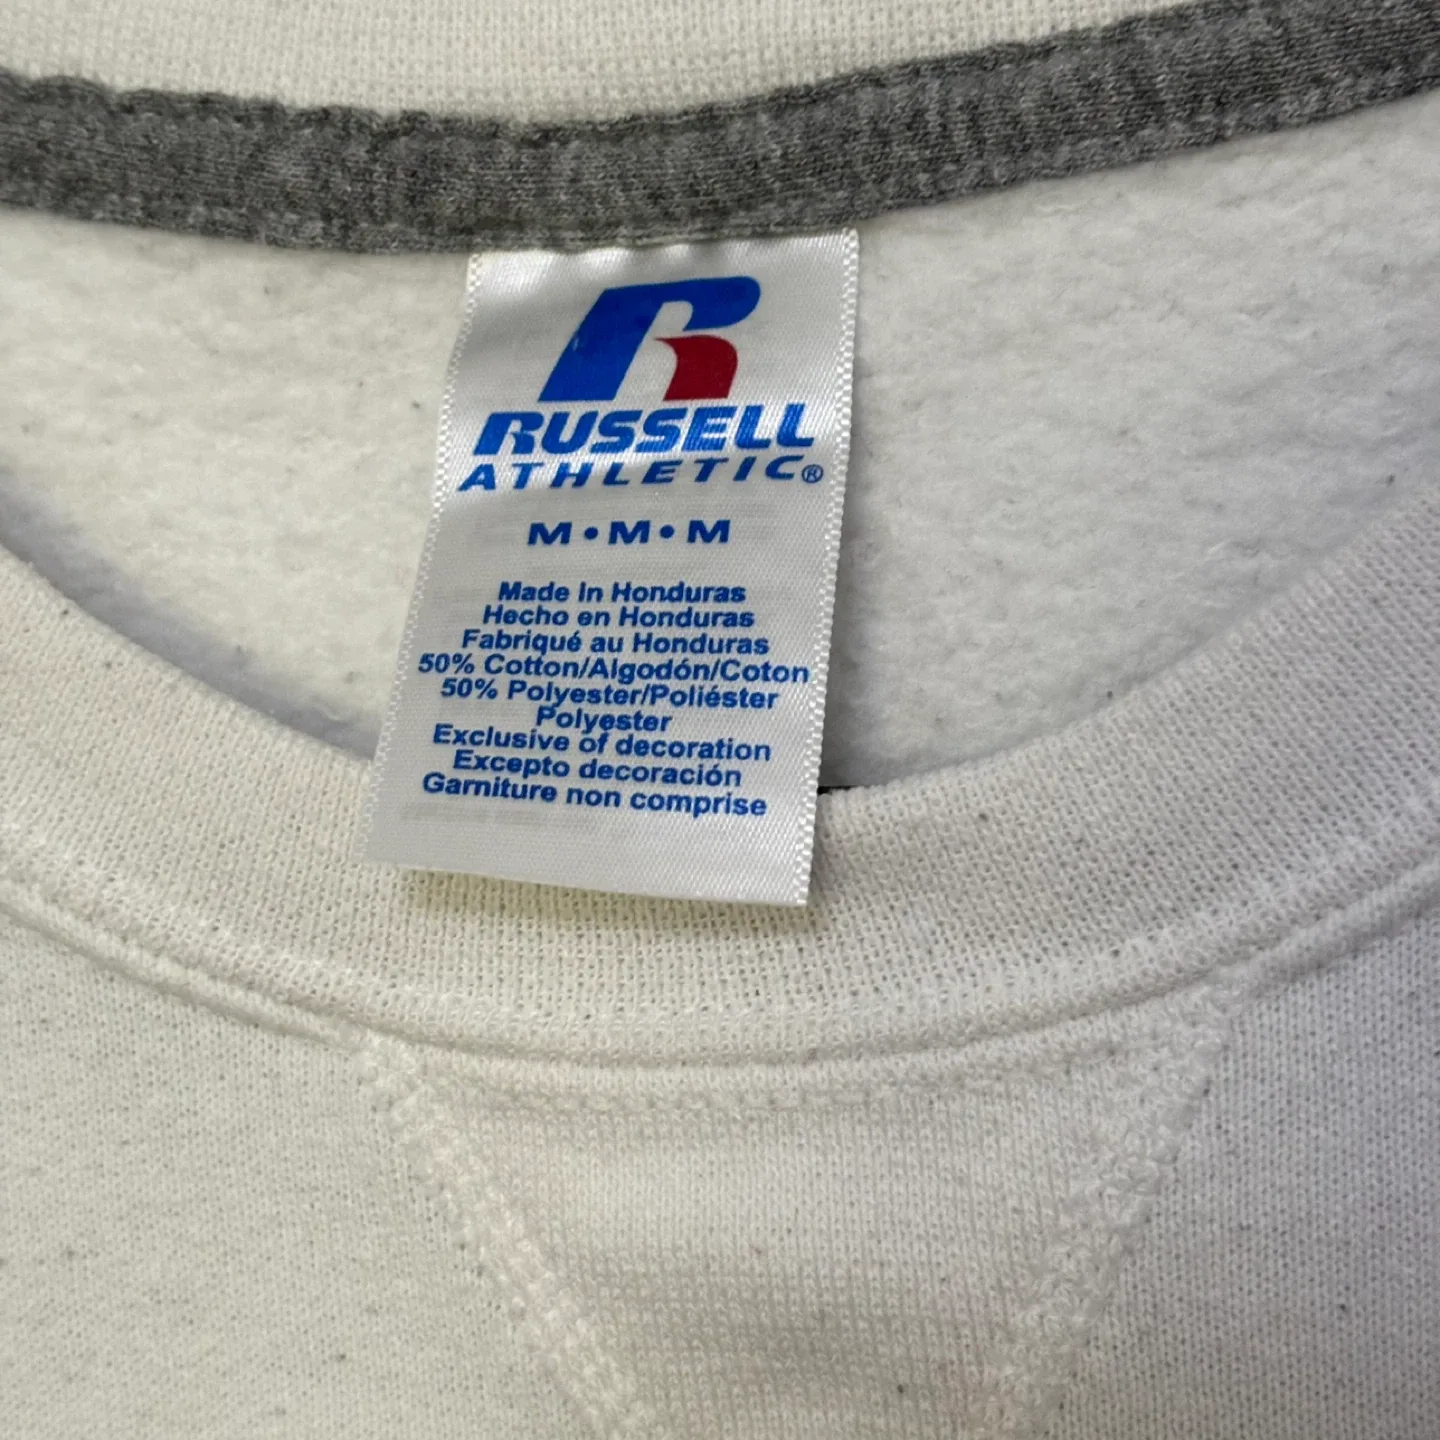 RUSSELL
ATHLETIC®
M•M•M
Made in Honduras
Hecho en Honduras
Fabriqué au Honduras
50% Cotton/Algodón/Coton
50% Polyester/Poliéster
Polyester
Exclusive of decoration
Excepto decoración
Garniture non comprise